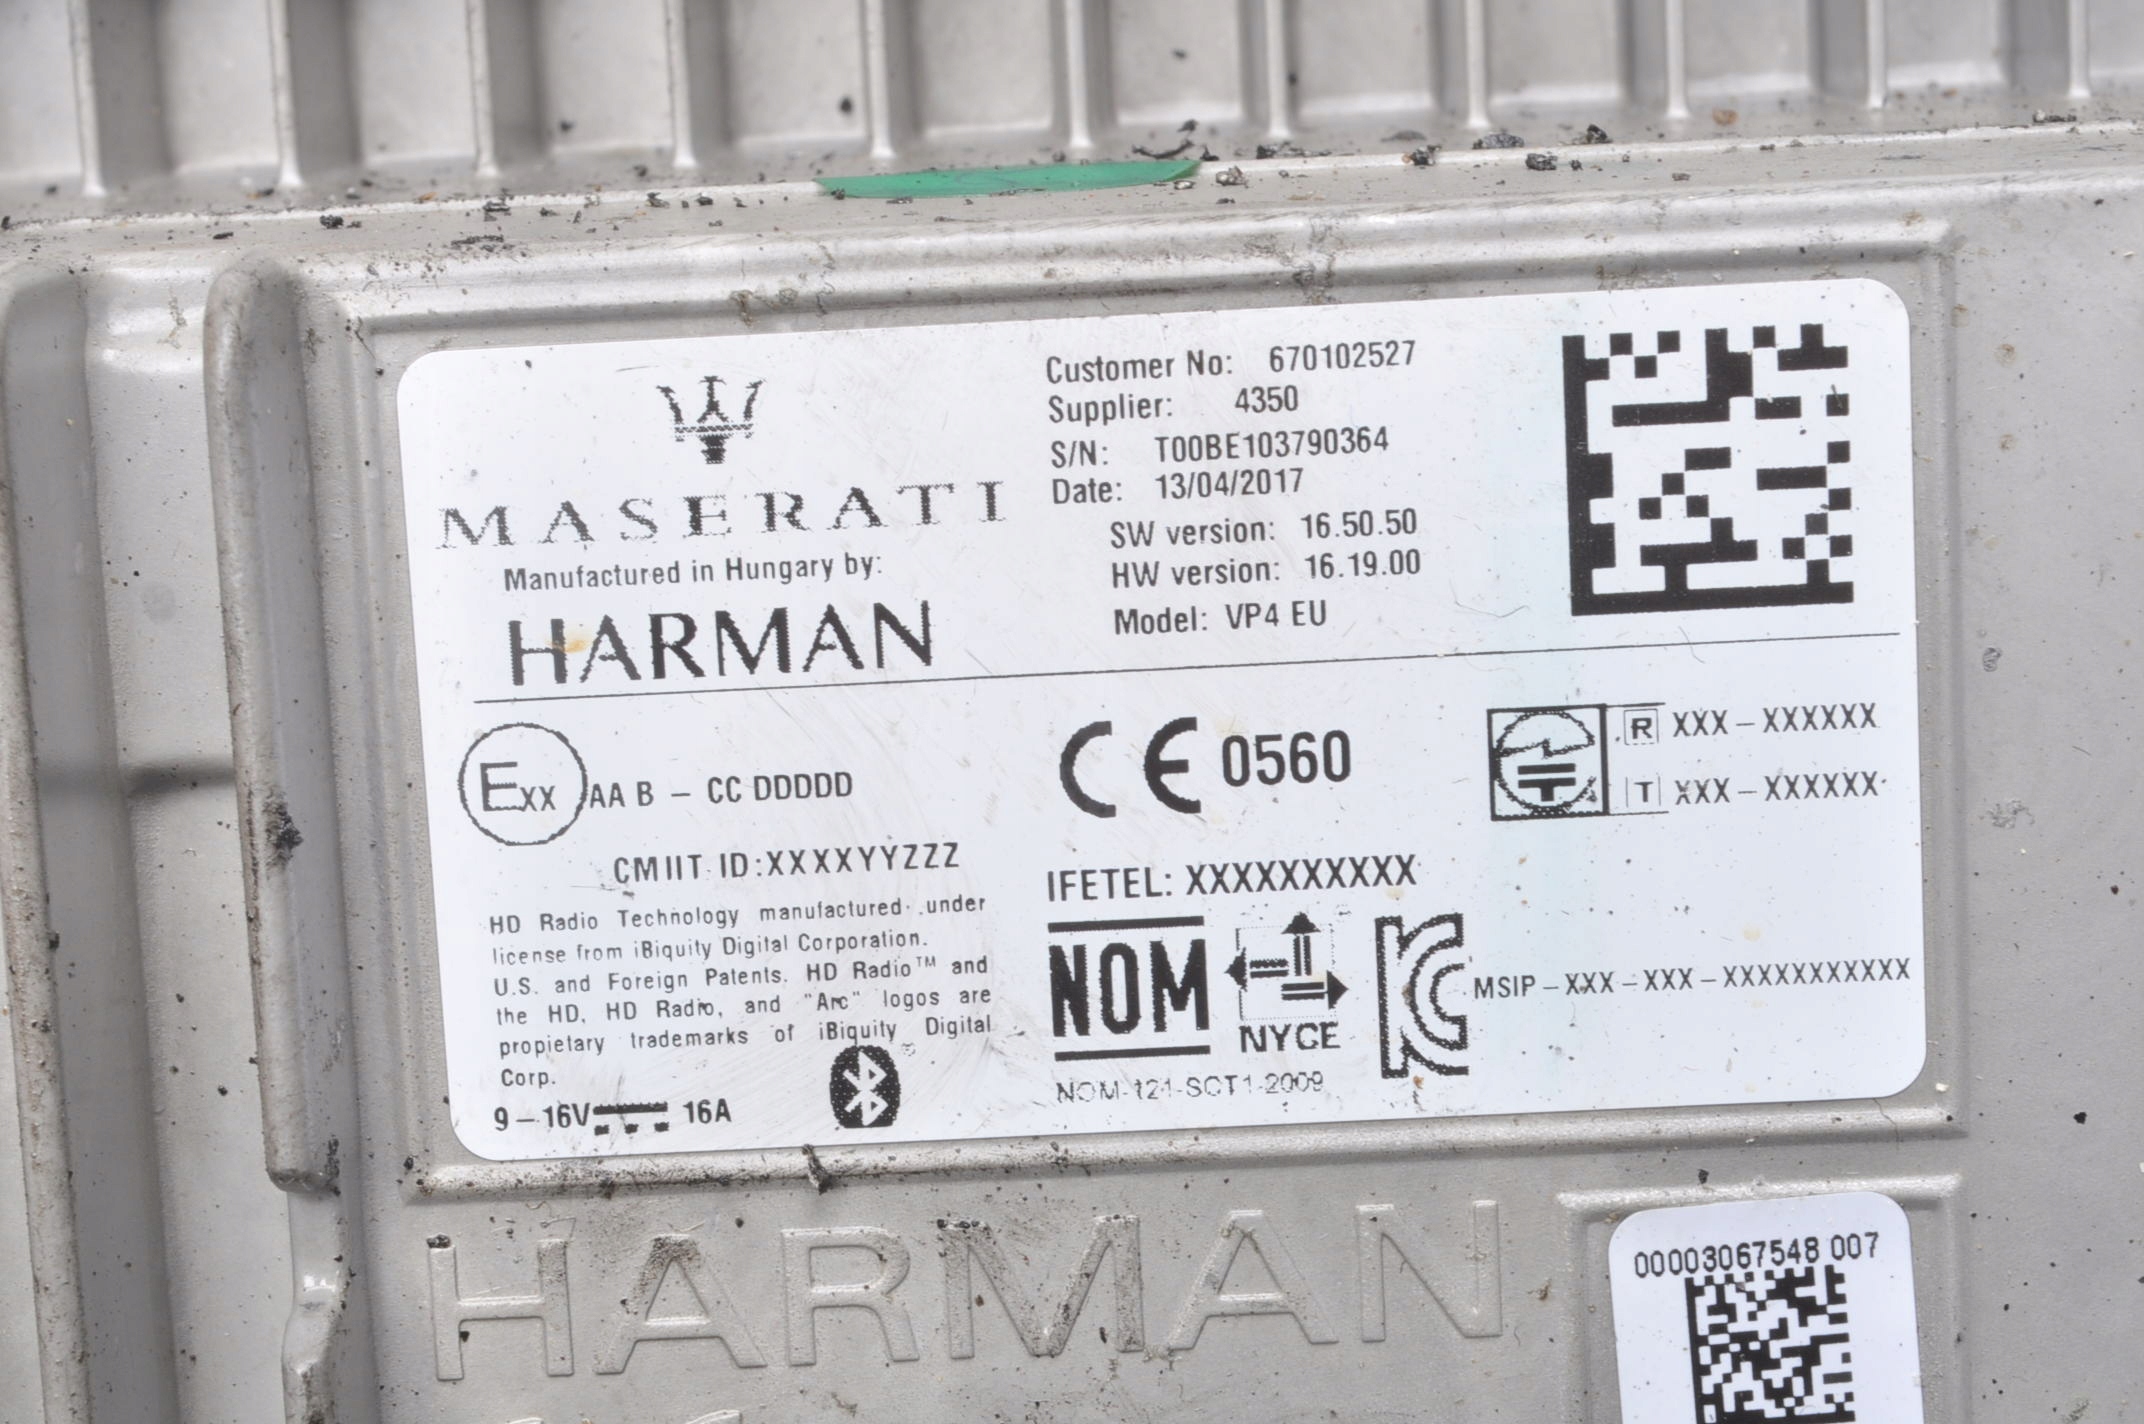 MASERATI
Manufactured in Hungary by:
HARMAN
Customer No: 670102527
Supplier: 4350
S/N: T00BE103790364
Date: 13/04/2017
SW version: 16.50.50
HW version: 16.19.00
Model: VP4 EU
EXX AA B - CC DDDDD
CE 0560
R XXX-XXXXXX
T XXX-XXXXXX
CMIIT ID:XXXXYYZZZ
IFETEL: XXXXXXXXXX
HD Radio Technology manufactured under
license from iBiquity Digital Corporation.
U.S. and Foreign Patents. HD Radio™ and
the HD, HD Radio, and "Arc" logos are
propietary trademarks of iBiquity Digital
Corp.
9-16V 16A
NOM
NYCE
NOM-121-SCT1-2009
KC MSIP-XXX-XXX-XXXXXXXXXXX
HARMAN
00003067548 007